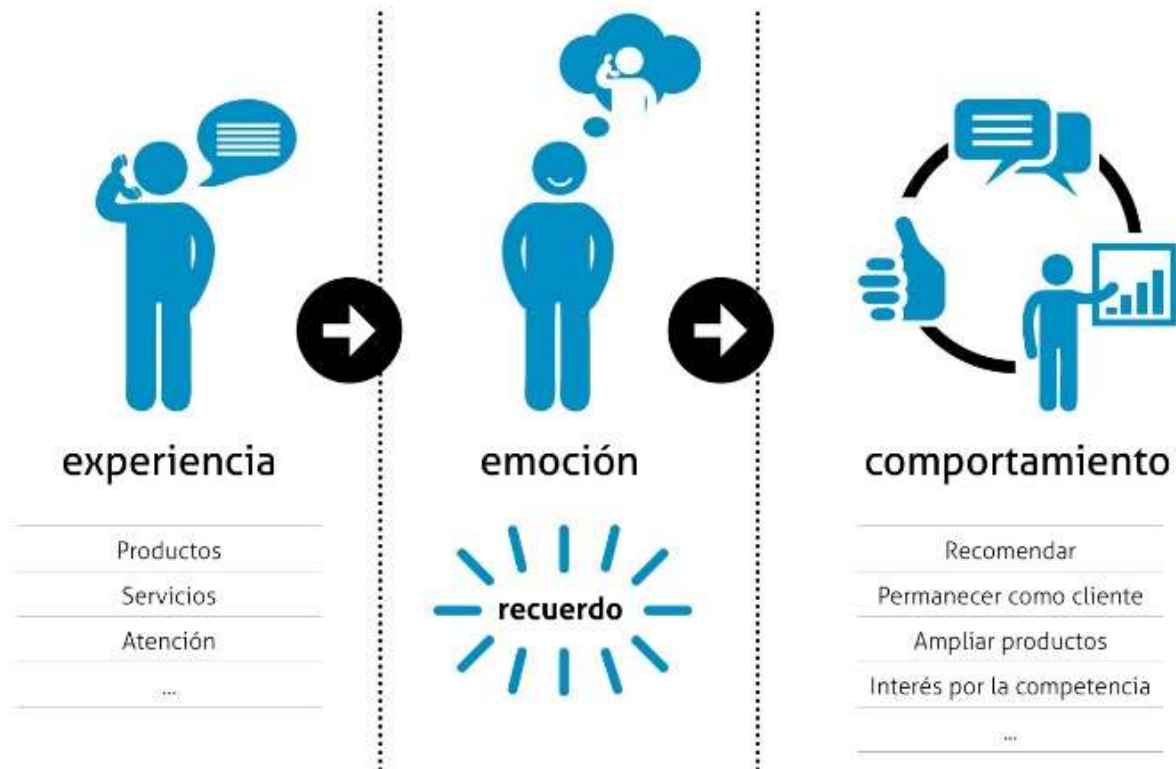 experiencia
Productos
Servicios
Atención
...
emoción
recuerdo
comportamiento
Recomendar
Permanecer como cliente
Ampliar productos
Interés por la competencia
...